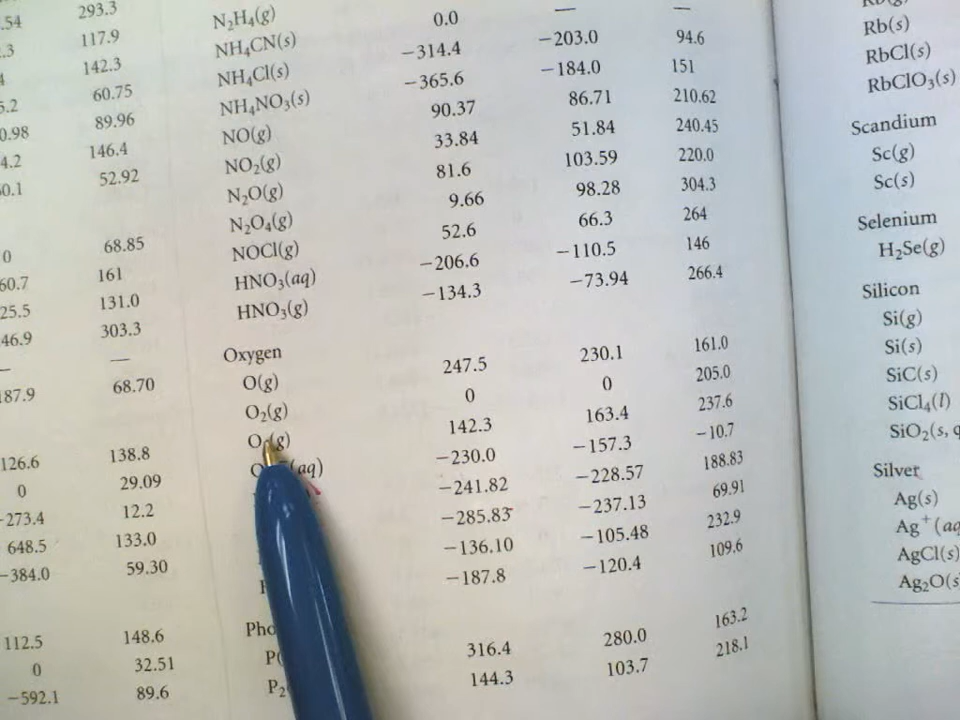 .54 293.3 N₂H₄(g) 0.0 — —
.3 117.9 NH₄CN(s) −314.4 −203.0 94.6
142.3 NH₄Cl(s) −365.6 −184.0 151
5.2 60.75 NH₄NO₃(s) 90.37 86.71 210.62
0.98 89.96 NO(g) 33.84 51.84 240.45
4.2 146.4 NO₂(g) 81.6 103.59 220.0
0.1 52.92 N₂O(g) 9.66 98.28 304.3
N₂O₄(g) 52.6 66.3 264
0 68.85 NOCl(g) −206.6 −110.5 146
60.7 161 HNO₃(aq) −134.3 −73.94 266.4
25.5 131.0 HNO₃(g)
46.9 303.3
— — Oxygen
187.9 68.70 O(g) 247.5 230.1 161.0
O₂(g) 0 0 205.0
(g) 142.3 163.4 237.6
126.6 138.8 (aq) −230.0 −157.3 −10.7
0 29.09 −241.82 −228.57 188.83
−273.4 12.2 −285.83 −237.13 69.91
648.5 133.0 −136.10 −105.48 232.9
−384.0 59.30 −187.8 −120.4 109.6
Pho
112.5 148.6 P( 316.4 280.0 163.2
0 32.51 P₂ 144.3 103.7 218.1
−592.1 89.6
Rb(s)
RbCl(s)
RbClO₃(s)
Scandium
Sc(g)
Sc(s)
Selenium
H₂Se(g)
Silicon
Si(g)
Si(s)
SiC(s)
SiCl₄(l)
SiO₂(s, q
Silver
Ag(s)
Ag⁺(aq
AgCl(s)
Ag₂O(s